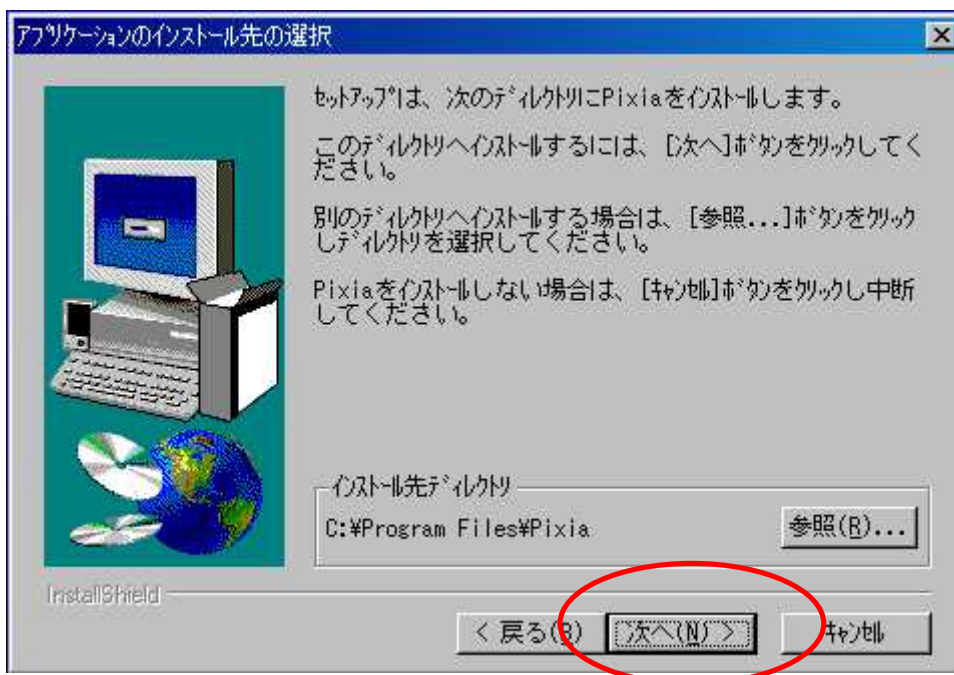 アプリケーションのインストール先の選択
セットアップは、次のディレクトリにPixiaをインストールします。
このディレクトリへインストールするには、[次へ]ボタンをクリックしてく
ださい。
別のディレクトリへインストールする場合は、[参照...]ボタンをクリック
しディレクトリを選択してください。
Pixiaをインストールしない場合は、[キャンセル]ボタンをクリックし中断
してください。
インストール先ディレクトリ
C:¥Program Files¥Pixia
参照(R)...
InstallShield
< 戻る(B)
次へ(N) >
キャンセル